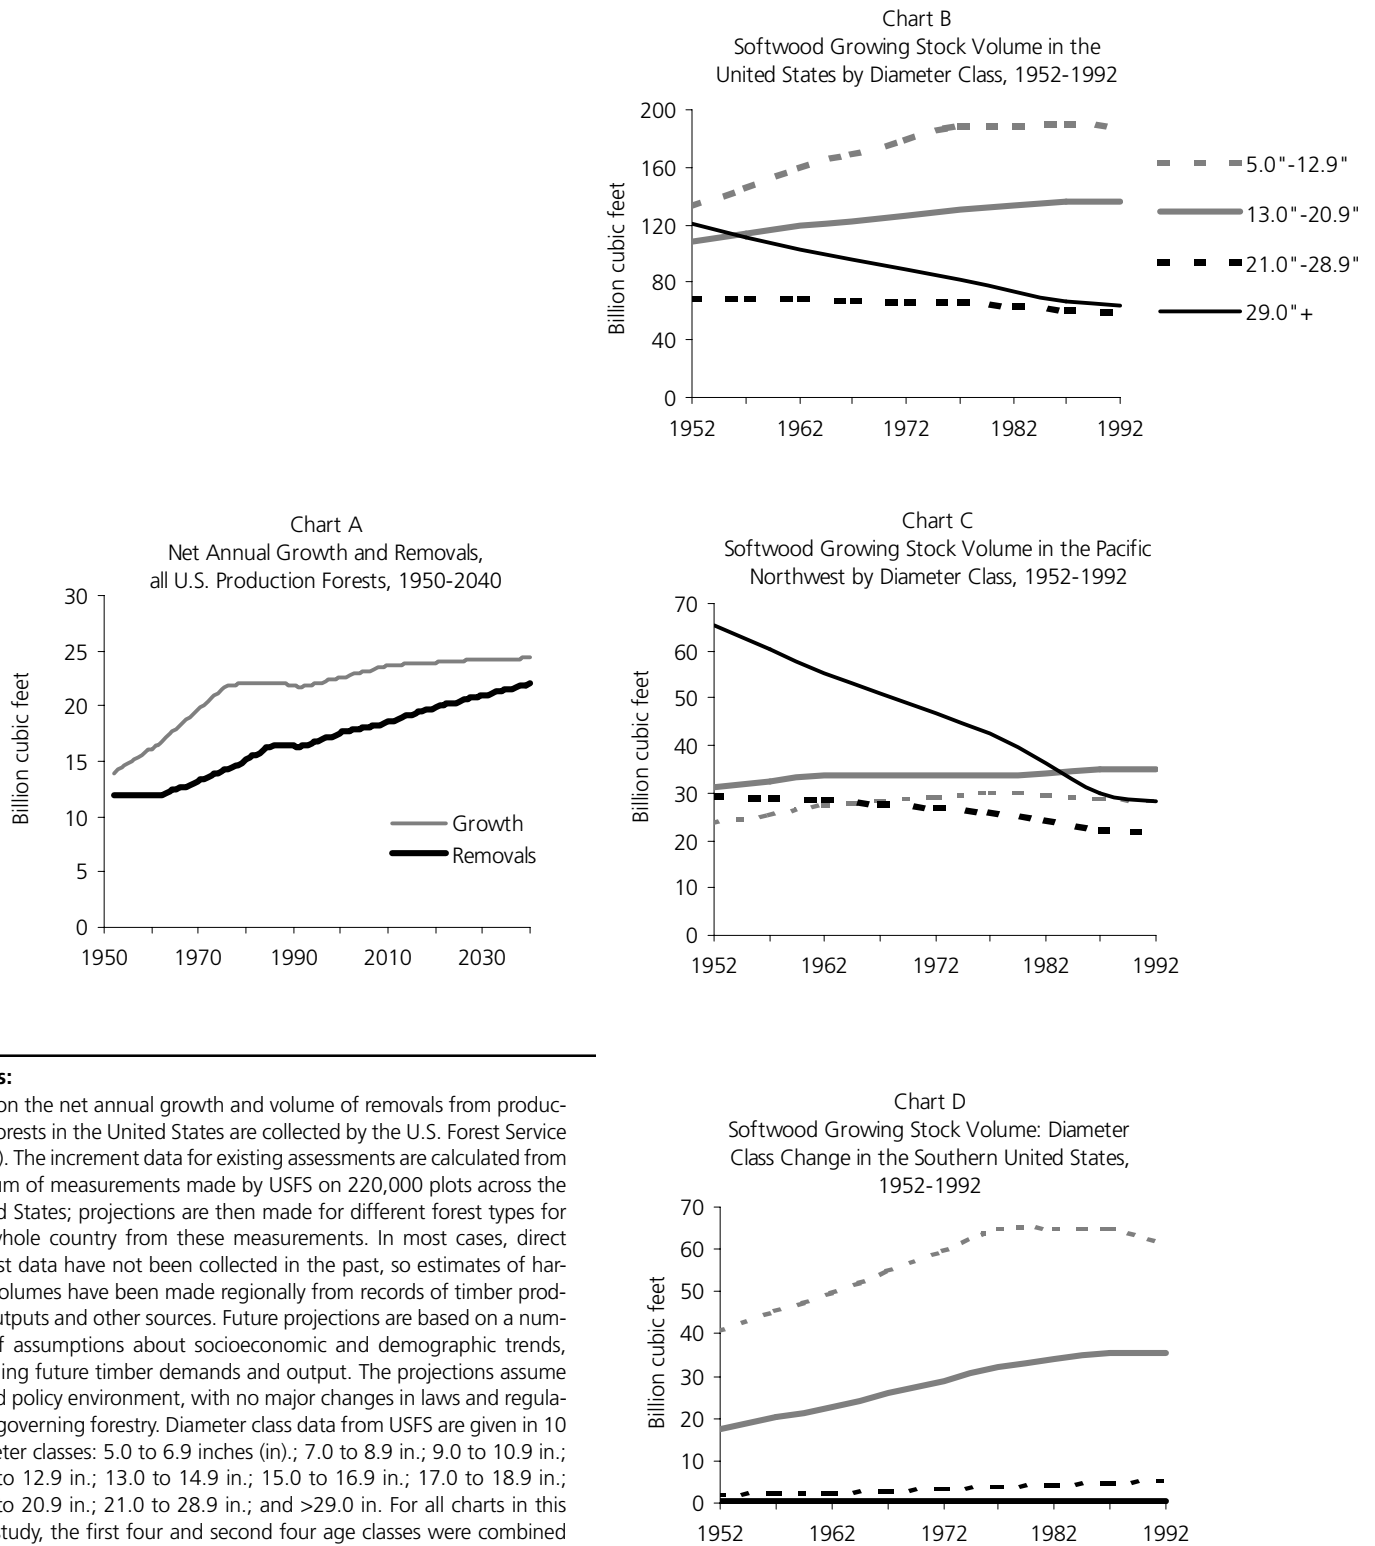 Chart B
Softwood Growing Stock Volume in the
United States by Diameter Class, 1952-1992
200
160
120
80
40
0
Billion cubic feet
1952 1962 1972 1982 1992
5.0"-12.9"
13.0"-20.9"
21.0"-28.9"
29.0"+
Chart A
Net Annual Growth and Removals,
all U.S. Production Forests, 1950-2040
30
25
20
15
10
5
0
Billion cubic feet
Growth
Removals
1950 1970 1990 2010 2030
Chart C
Softwood Growing Stock Volume in the Pacific
Northwest by Diameter Class, 1952-1992
70
60
50
40
30
20
10
0
Billion cubic feet
1952 1962 1972 1982 1992
s:
on the net annual growth and volume of removals from produc-
orests in the United States are collected by the U.S. Forest Service
). The increment data for existing assessments are calculated from
um of measurements made by USFS on 220,000 plots across the
d States; projections are then made for different forest types for
whole country from these measurements. In most cases, direct
st data have not been collected in the past, so estimates of har-
olumes have been made regionally from records of timber prod-
utputs and other sources. Future projections are based on a num-
f assumptions about socioeconomic and demographic trends,
ding future timber demands and output. The projections assume
d policy environment, with no major changes in laws and regula-
governing forestry. Diameter class data from USFS are given in 10
eter classes: 5.0 to 6.9 inches (in).; 7.0 to 8.9 in.; 9.0 to 10.9 in.;
to 12.9 in.; 13.0 to 14.9 in.; 15.0 to 16.9 in.; 17.0 to 18.9 in.;
to 20.9 in.; 21.0 to 28.9 in.; and >29.0 in. For all charts in this
study, the first four and second four age classes were combined
Chart D
Softwood Growing Stock Volume: Diameter
Class Change in the Southern United States,
1952-1992
70
60
50
40
30
20
10
0
Billion cubic feet
1952 1962 1972 1982 1992